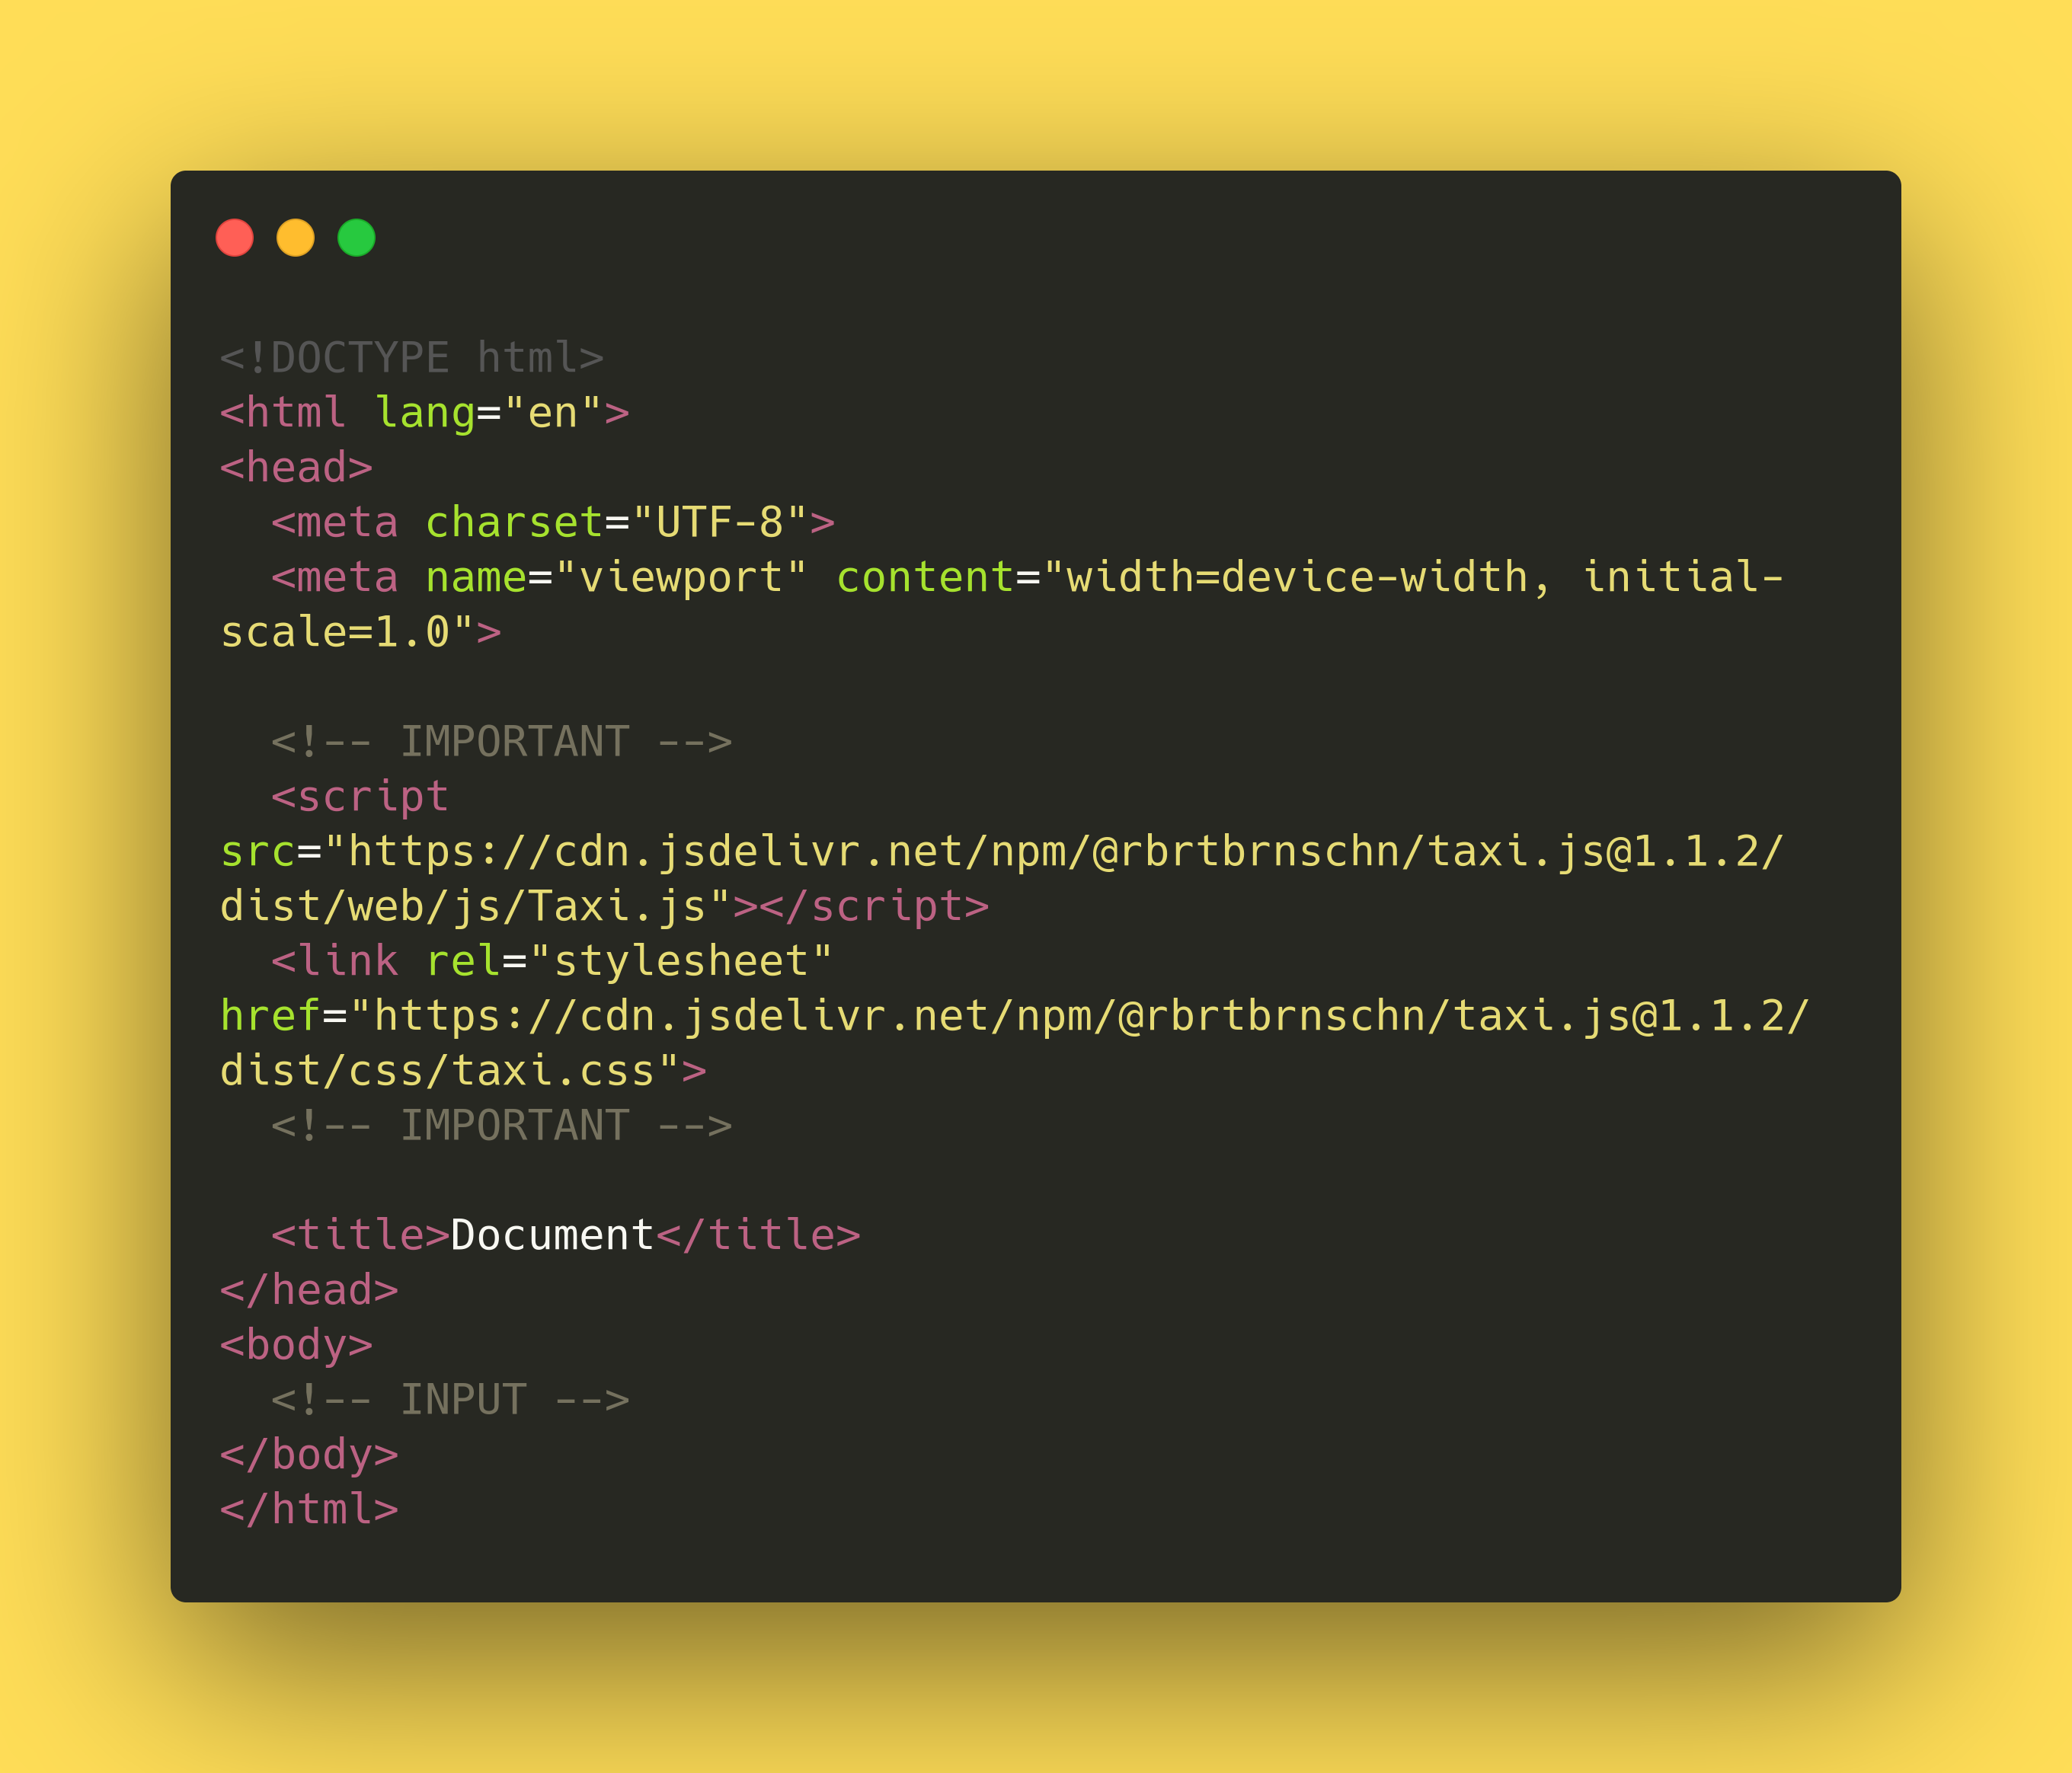 <!DOCTYPE html>
<html lang="en">
<head>
  <meta charset="UTF-8">
  <meta name="viewport" content="width=device-width, initial-
scale=1.0">

  <!-- IMPORTANT -->
  <script
src="https://cdn.jsdelivr.net/npm/@rbrtbrnschn/taxi.js@1.1.2/
dist/web/js/Taxi.js"></script>
  <link rel="stylesheet"
href="https://cdn.jsdelivr.net/npm/@rbrtbrnschn/taxi.js@1.1.2/
dist/css/taxi.css">
  <!-- IMPORTANT -->

  <title>Document</title>
</head>
<body>
  <!-- INPUT -->
</body>
</html>